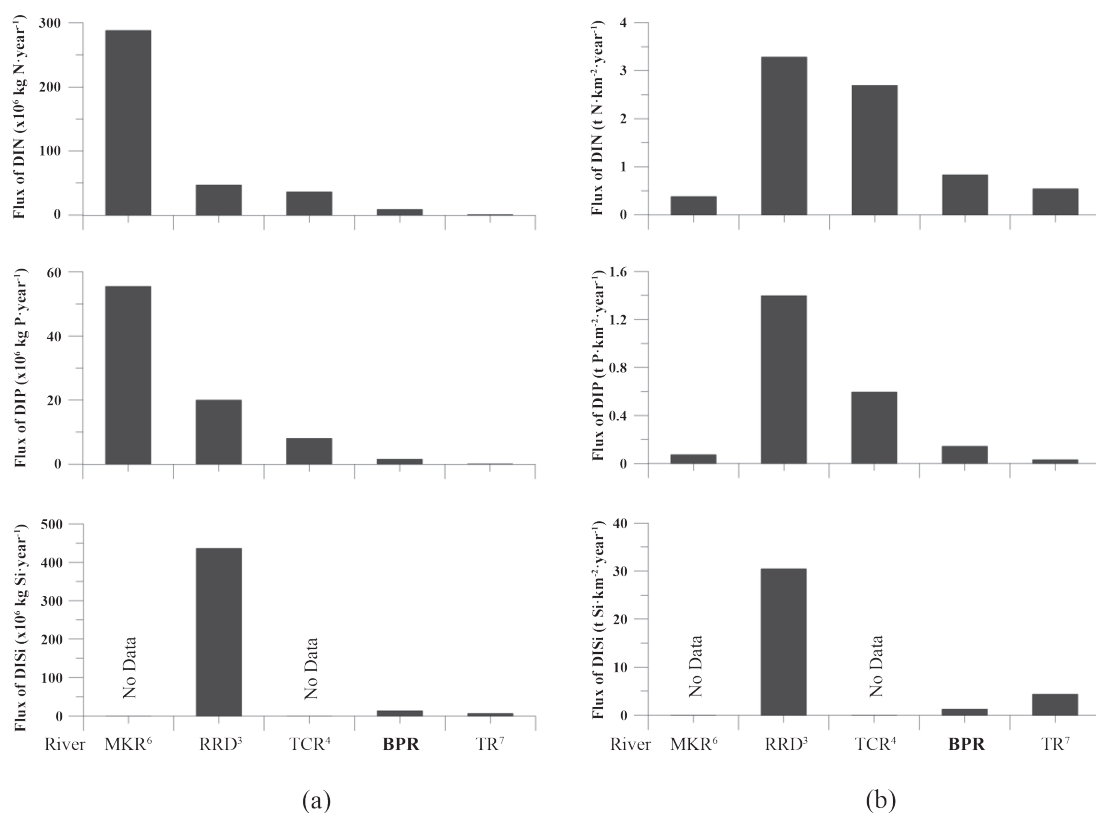 Flux of DIN (x10⁶ kg N·year⁻¹)
300
200
100
0
Flux of DIP (x10⁶ kg P·year⁻¹)
60
40
20
0
Flux of DISi (x10⁶ kg Si·year⁻¹)
500
400
300
200
100
0
No Data
No Data
River MKR⁶ RRD³ TCR⁴ BPR TR⁷
(a)
Flux of DIN (t N·km⁻²·year⁻¹)
4
3
2
1
0
Flux of DIP (t P·km⁻²·year⁻¹)
1.6
1.2
0.8
0.4
0
Flux of DISi (t Si·km⁻²·year⁻¹)
40
30
20
10
0
No Data
No Data
River MKR⁶ RRD³ TCR⁴ BPR TR⁷
(b)